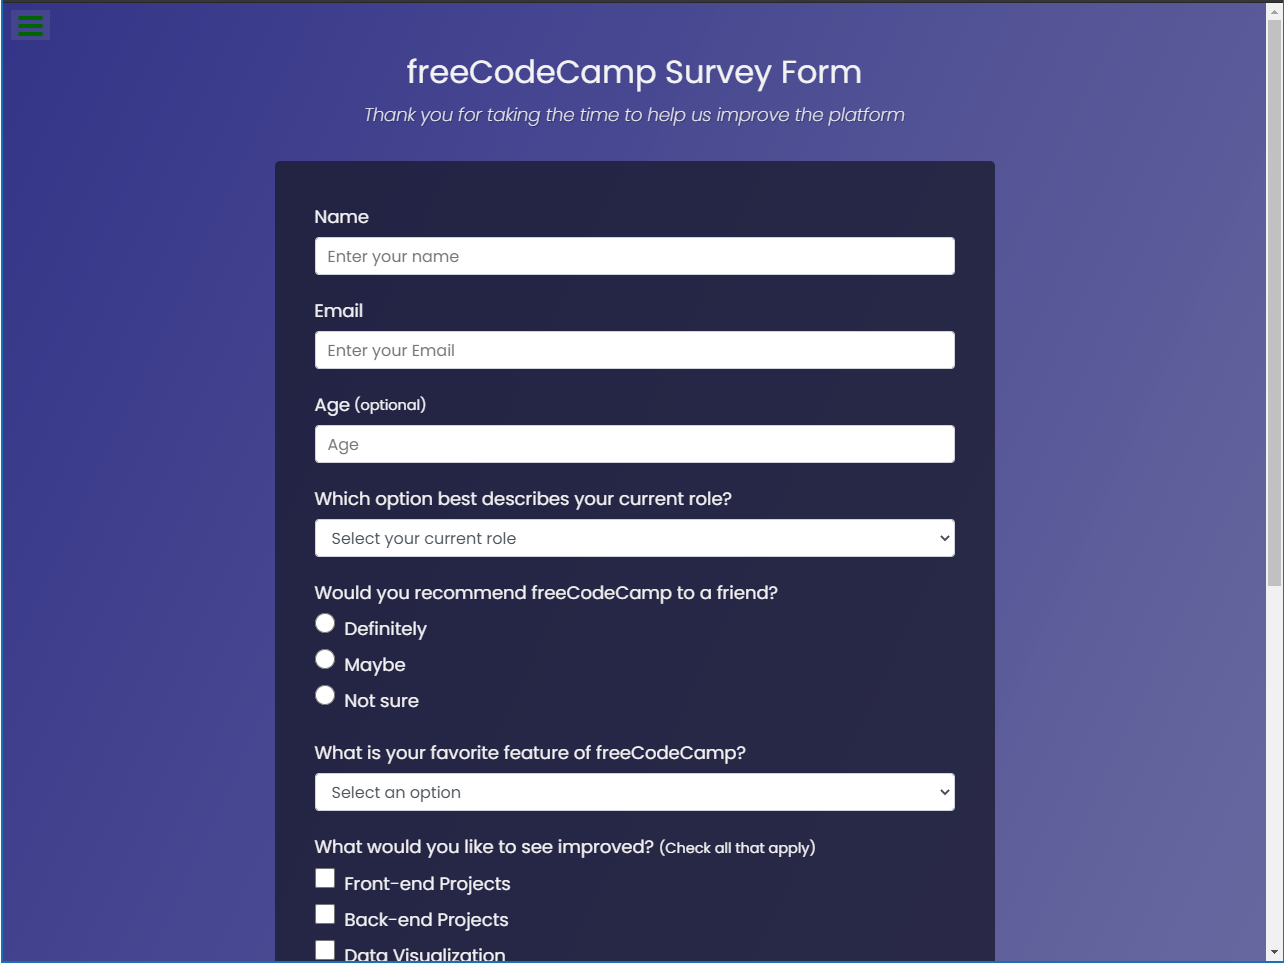 freeCodeCamp Survey Form
Thank you for taking the time to help us improve the platform
Name
Enter your name
Email
Enter your Email
Age (optional)
Age
Which option best describes your current role?
Select your current role
Would you recommend freeCodeCamp to a friend?
Definitely
Maybe
Not sure
What is your favorite feature of freeCodeCamp?
Select an option
What would you like to see improved? (Check all that apply)
Front-end Projects
Back-end Projects
Data Visualization